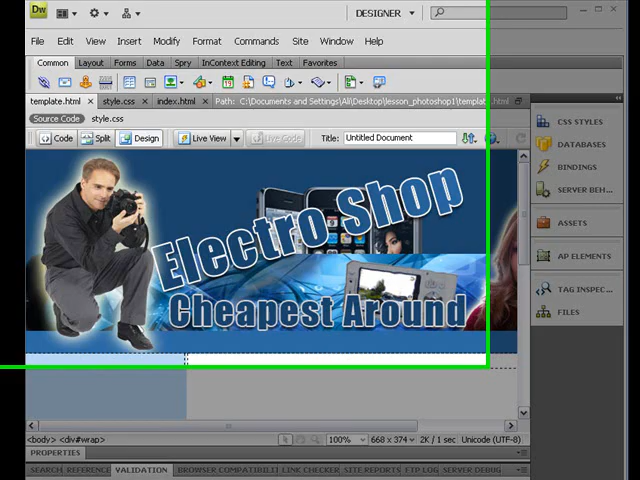 Dw DESIGNER
File Edit View Insert Modify Format Commands Site Window Help
Common Layout Forms Data Spry InContext Editing Text Favorites
template.html style.css index.html Path: C:\Documents and Settings\Ali\Desktop\lesson_photoshop1\template.html
Source Code style.css
Code Split Design Live View Live Code Title: Untitled Document
CSS STYLES
DATABASES
BINDINGS
SERVER BEH...
ASSETS
AP ELEMENTS
TAG INSPEC...
FILES
Electro Shop
Cheapest Around
<body> <div#wrap> 100% 668 x 374 2K / 1 sec Unicode (UTF-8)
PROPERTIES
SEARCH REFERENCE VALIDATION BROWSER COMPATIBILI LINK CHECKER SITE REPORTS FTP LOG SERVER DEBUG